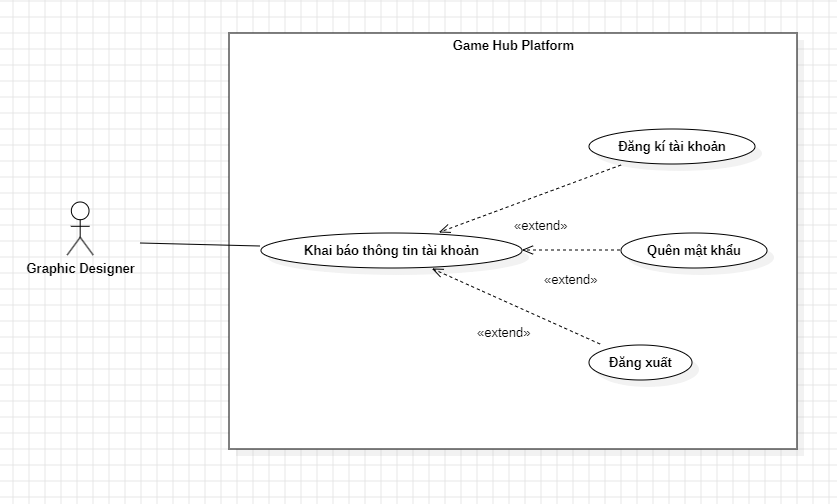 Game Hub Platform
Đăng kí tài khoản
«extend»
Graphic Designer
Khai báo thông tin tài khoản
Quên mật khẩu
«extend»
«extend»
Đăng xuất